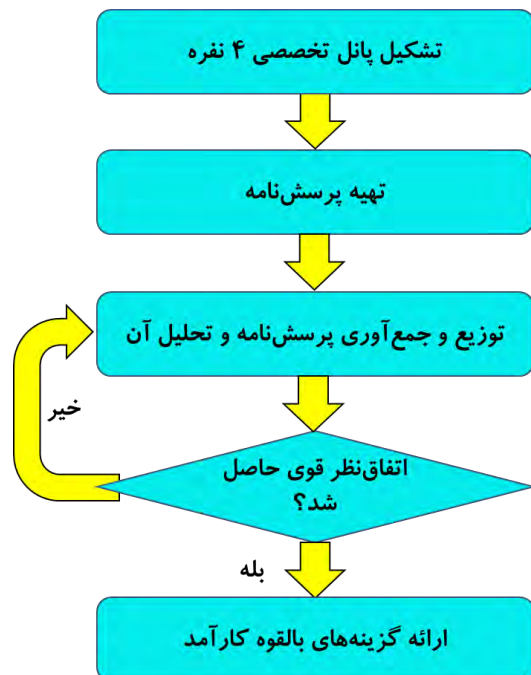 تشکیل پانل تخصصی ۴ نفره
تهیه پرسش‌نامه
توزیع و جمع‌آوری پرسش‌نامه و تحلیل آن
خیر
اتفاق‌نظر قوی حاصل
شد؟
بله
ارائه گزینه‌های بالقوه کارآمد